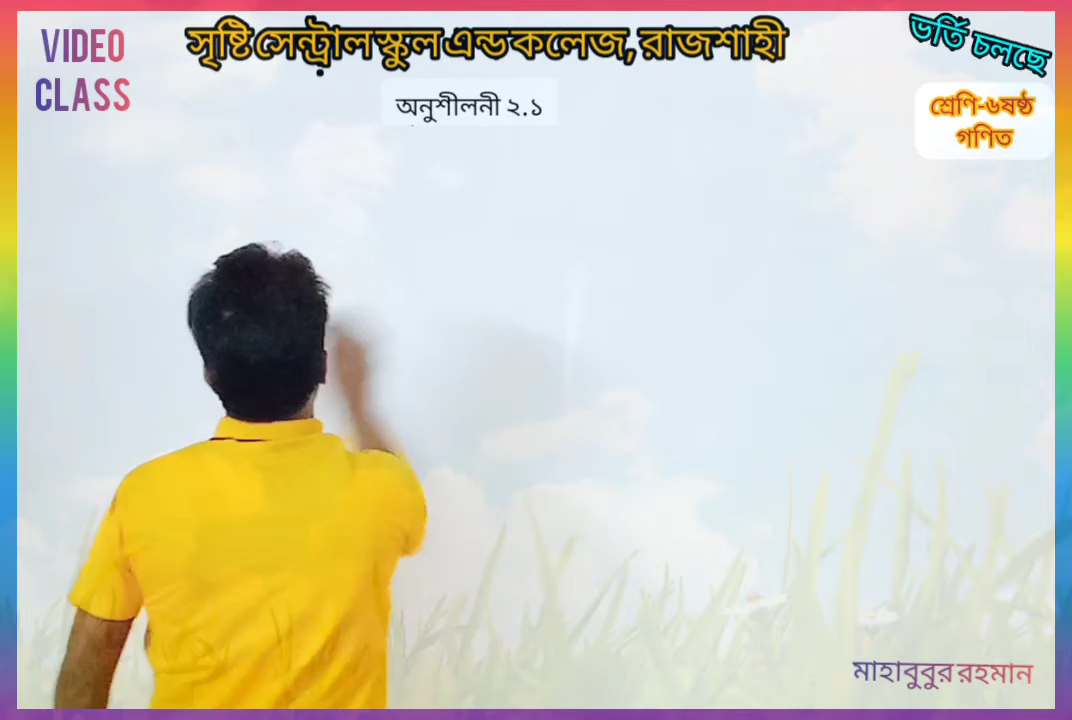 VIDEO
CLASS
সৃষ্টি সেন্ট্রাল স্কুল এন্ড কলেজ, রাজশাহী
ভর্তি চলছে
অনুশীলনী ২.১
শ্রেণি-৬ষষ্ঠ
গণিত
মাহাবুবুর রহমান